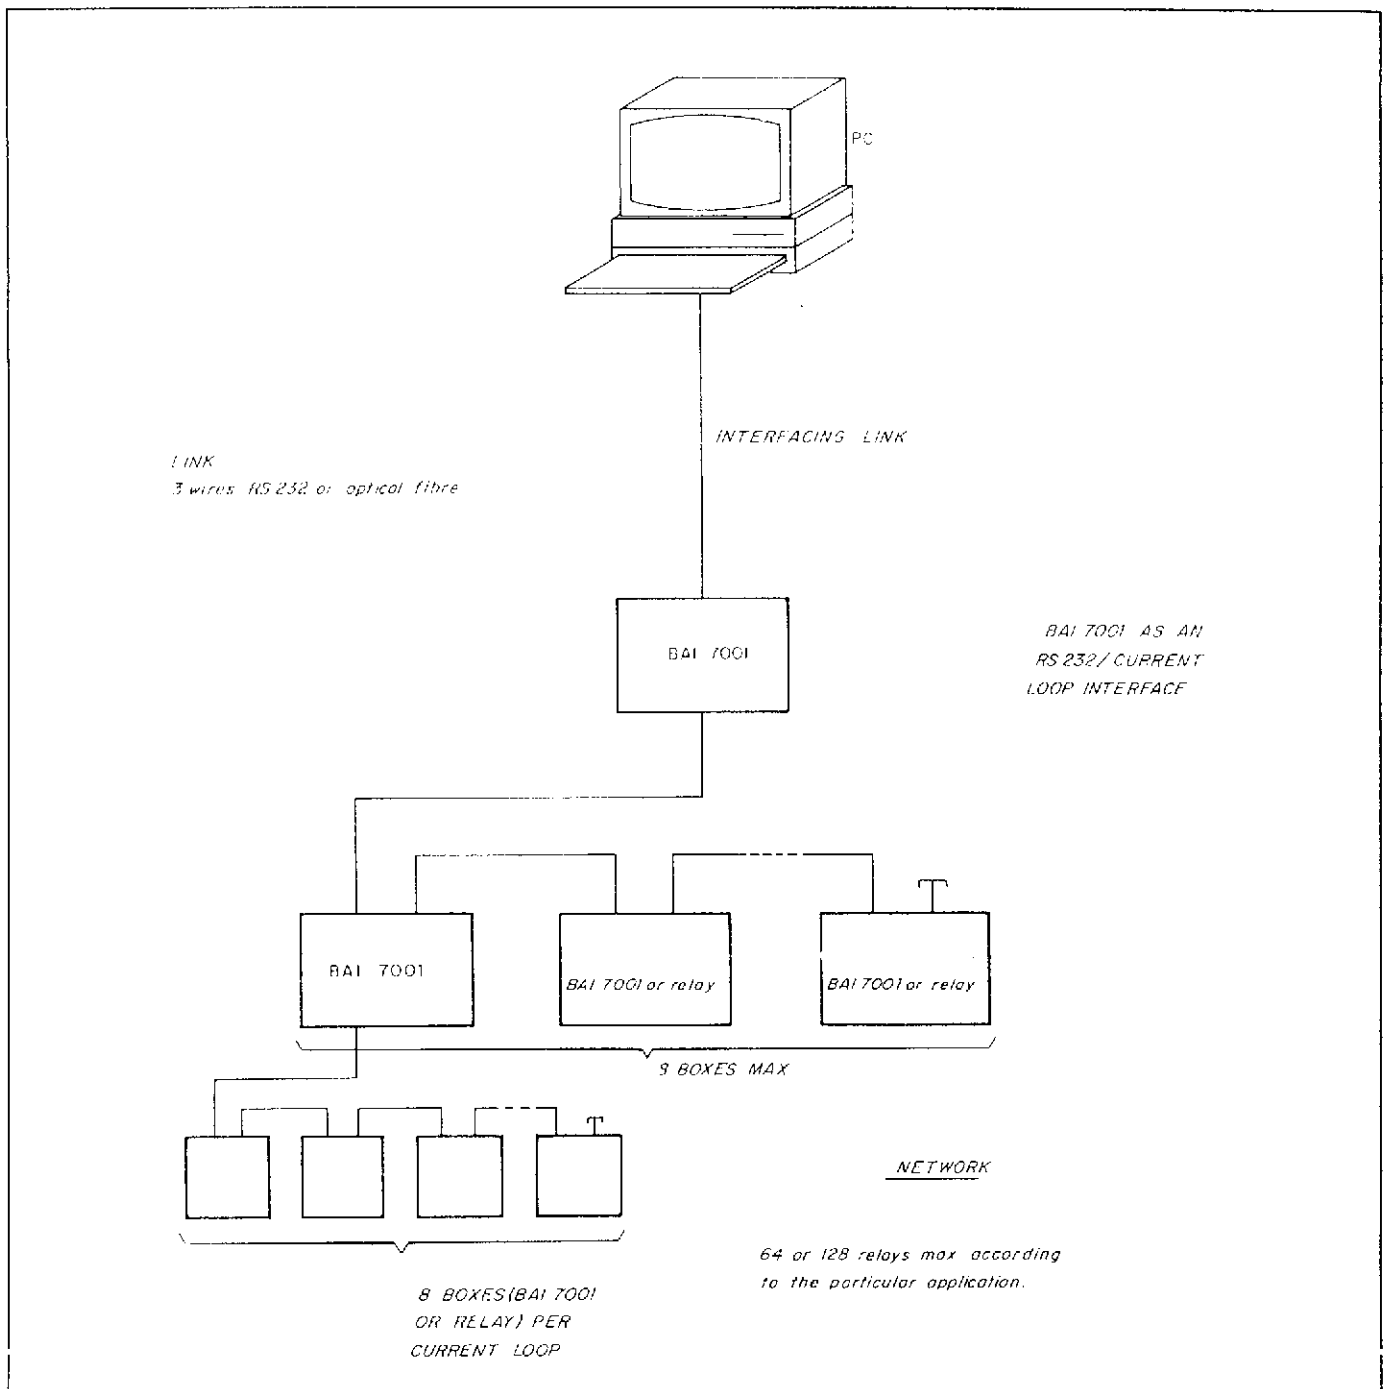 PC
INTERFACING LINK
LINK
3 wires RS 232 or optical fibre
BAI 7001
BAI 7001 AS AN
RS 232/CURRENT
LOOP INTERFACE
BAI 7001
BAI 7001 or relay
BAI 7001 or relay
BOXES MAX
NETWORK
64 or 128 relays max according
to the particular application.
8 BOXES (BAI 7001
OR RELAY) PER
CURRENT LOOP